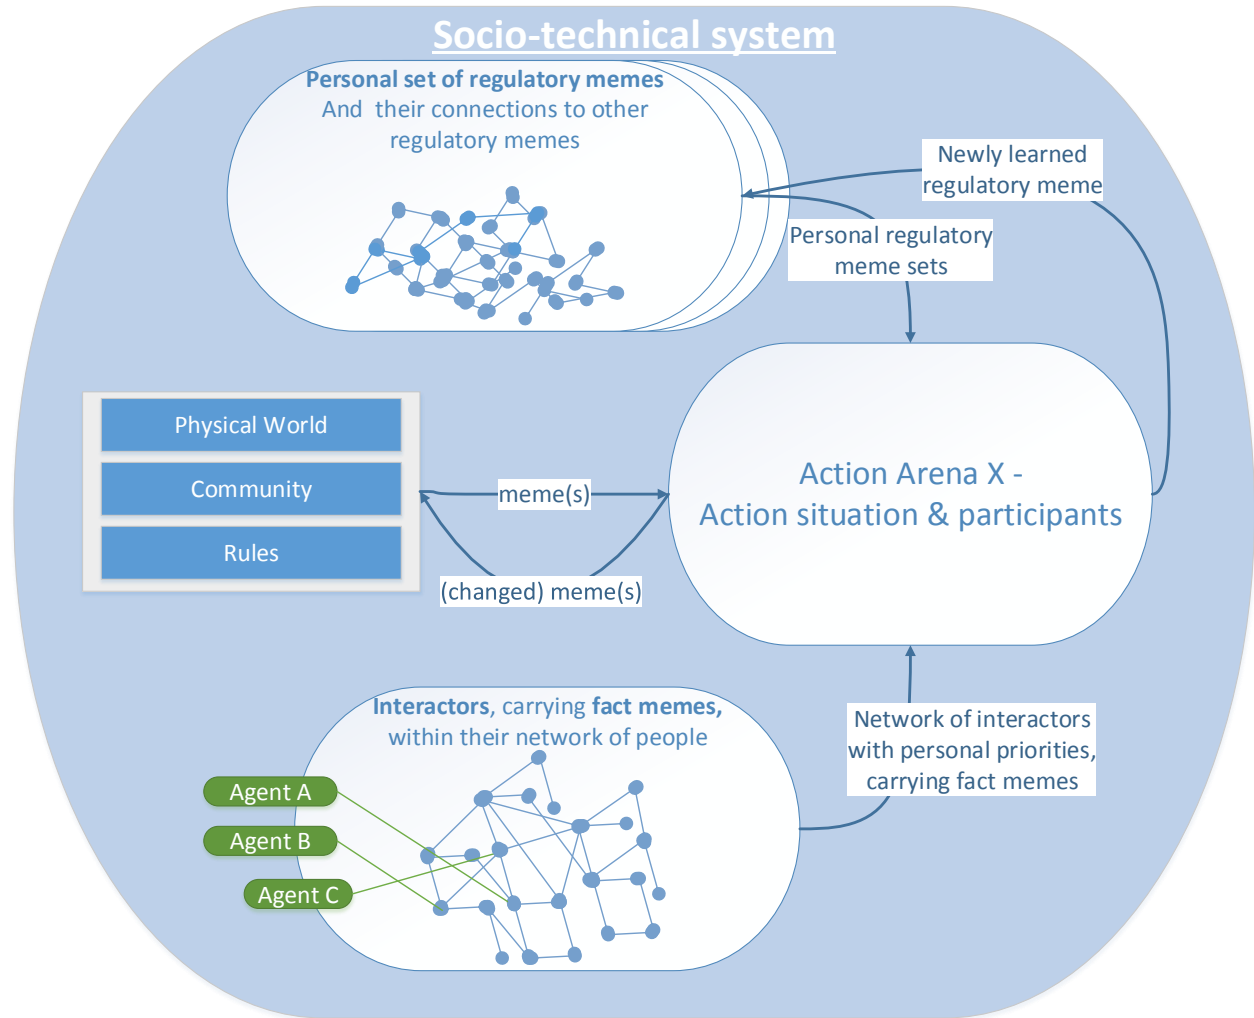 Socio-technical system
Personal set of regulatory memes
And their connections to other
regulatory memes
Newly learned
regulatory meme
Personal regulatory
meme sets
Physical World
Community
Rules
meme(s)
(changed) meme(s)
Action Arena X -
Action situation & participants
Interactors, carrying fact memes,
within their network of people
Network of interactors
with personal priorities,
carrying fact memes
Agent A
Agent B
Agent C